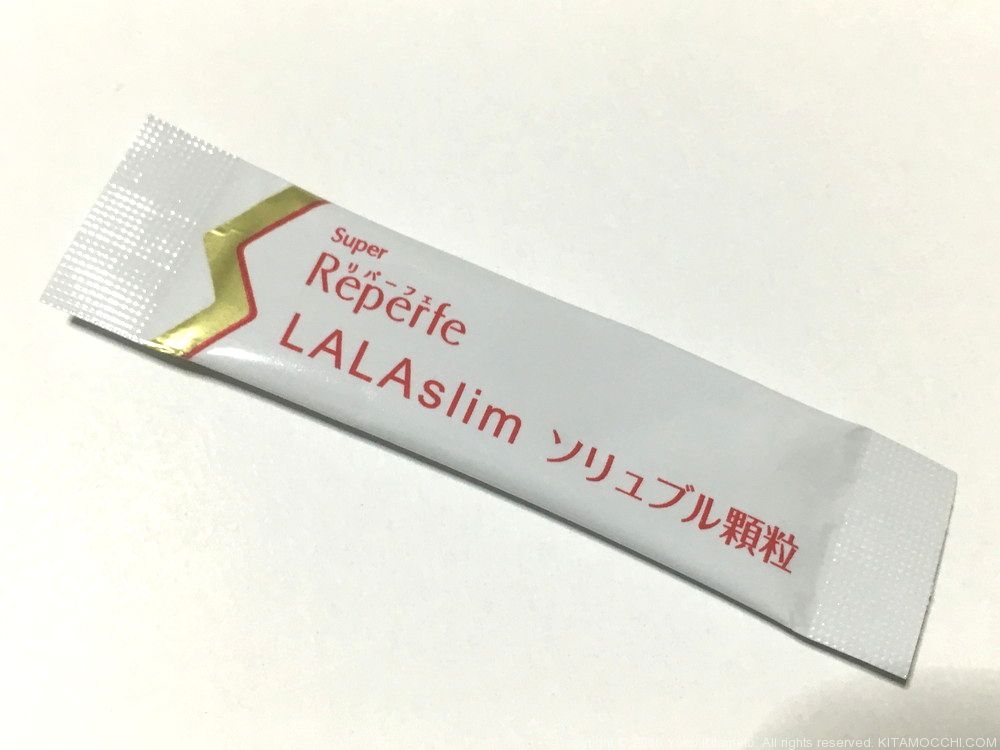 Super
リパーフェ
Reperfe
LALAslim ソリュブル顆粒
All rights reserved. KITAMOCCHI.COM